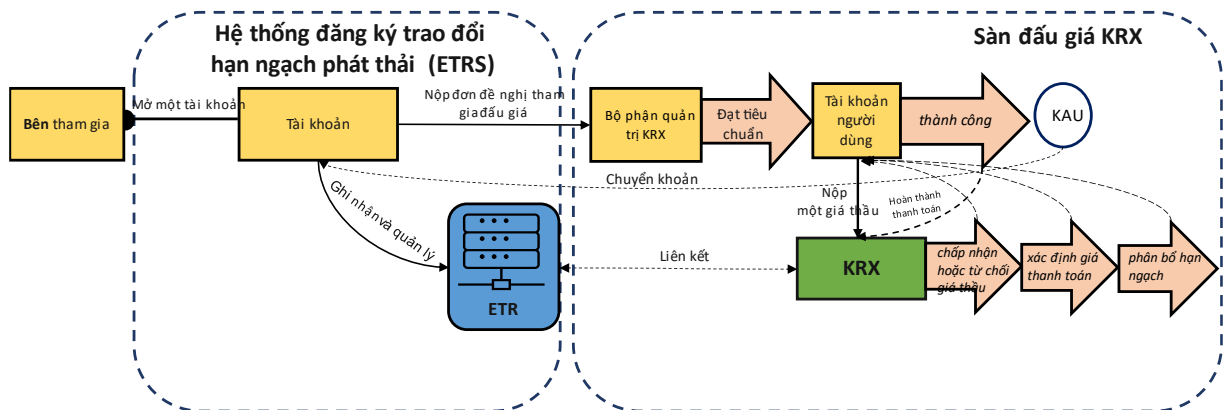 Hệ thống đăng ký trao đổi
hạn ngạch phát thải (ETRS)
Sàn đấu giá KRX
Bên tham gia
Mở một tài khoản
Tài khoản
Nộp đơn đề nghị tham
gia đấu giá
Bộ phận quản
trị KRX
Đạt tiêu
chuẩn
Tài khoản
người
dùng
thành công
KAU
Chuyển khoản
Ghi nhận và quản lý
Nộp
một giá thầu
Hoàn thành
thanh toán
ETR
Liên kết
KRX
chấp nhận
hoặc từ chối
giá thầu
xác định giá
thanh toán
phân bổ hạn
ngạch